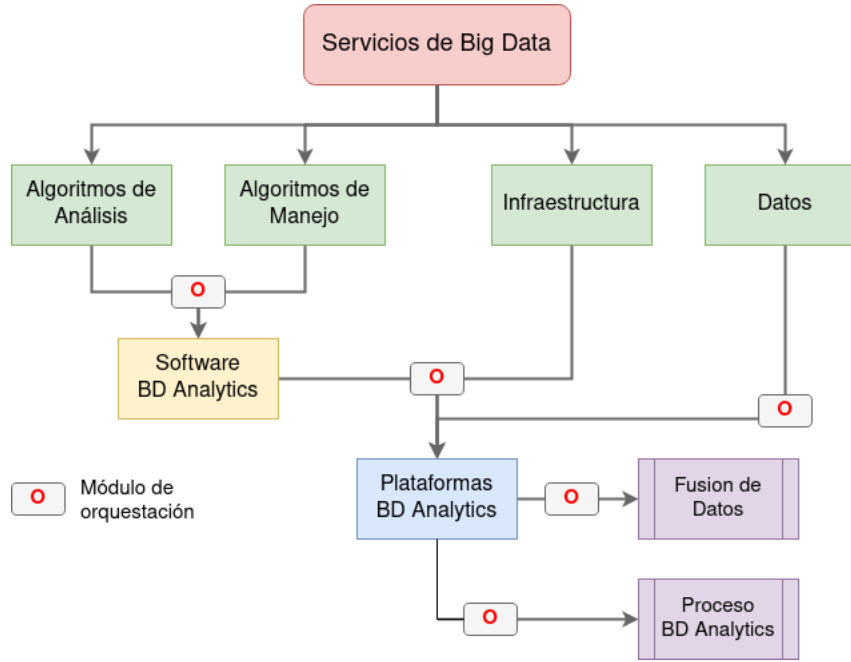 Servicios de Big Data
Algoritmos de
Análisis
Algoritmos de
Manejo
Infraestructura
Datos
O
Software
BD Analytics
O
O
Plataformas
BD Analytics
O
Fusion de
Datos
O
Módulo de
orquestación
O
Proceso
BD Analytics